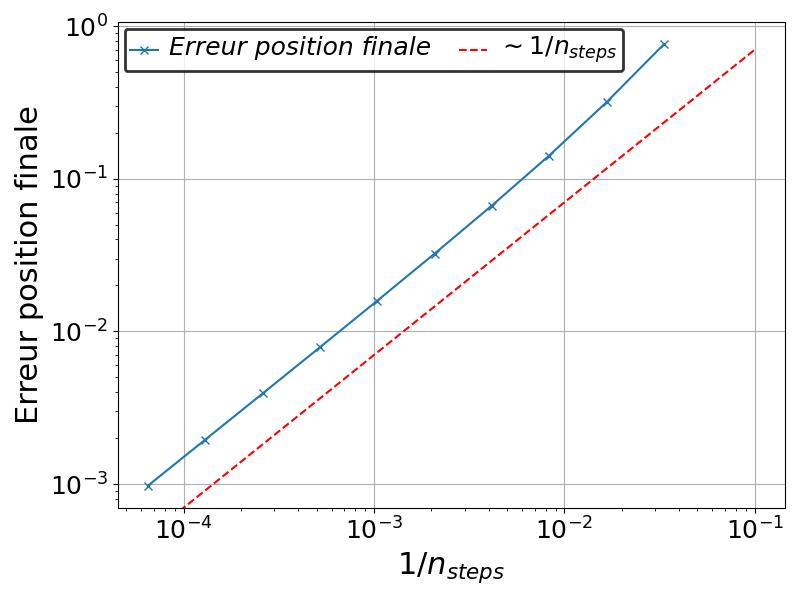 Erreur position finale
~ 1/n_steps
10^0
10^-1
10^-2
10^-3
Erreur position finale
10^-4
10^-3
10^-2
10^-1
1/n_steps